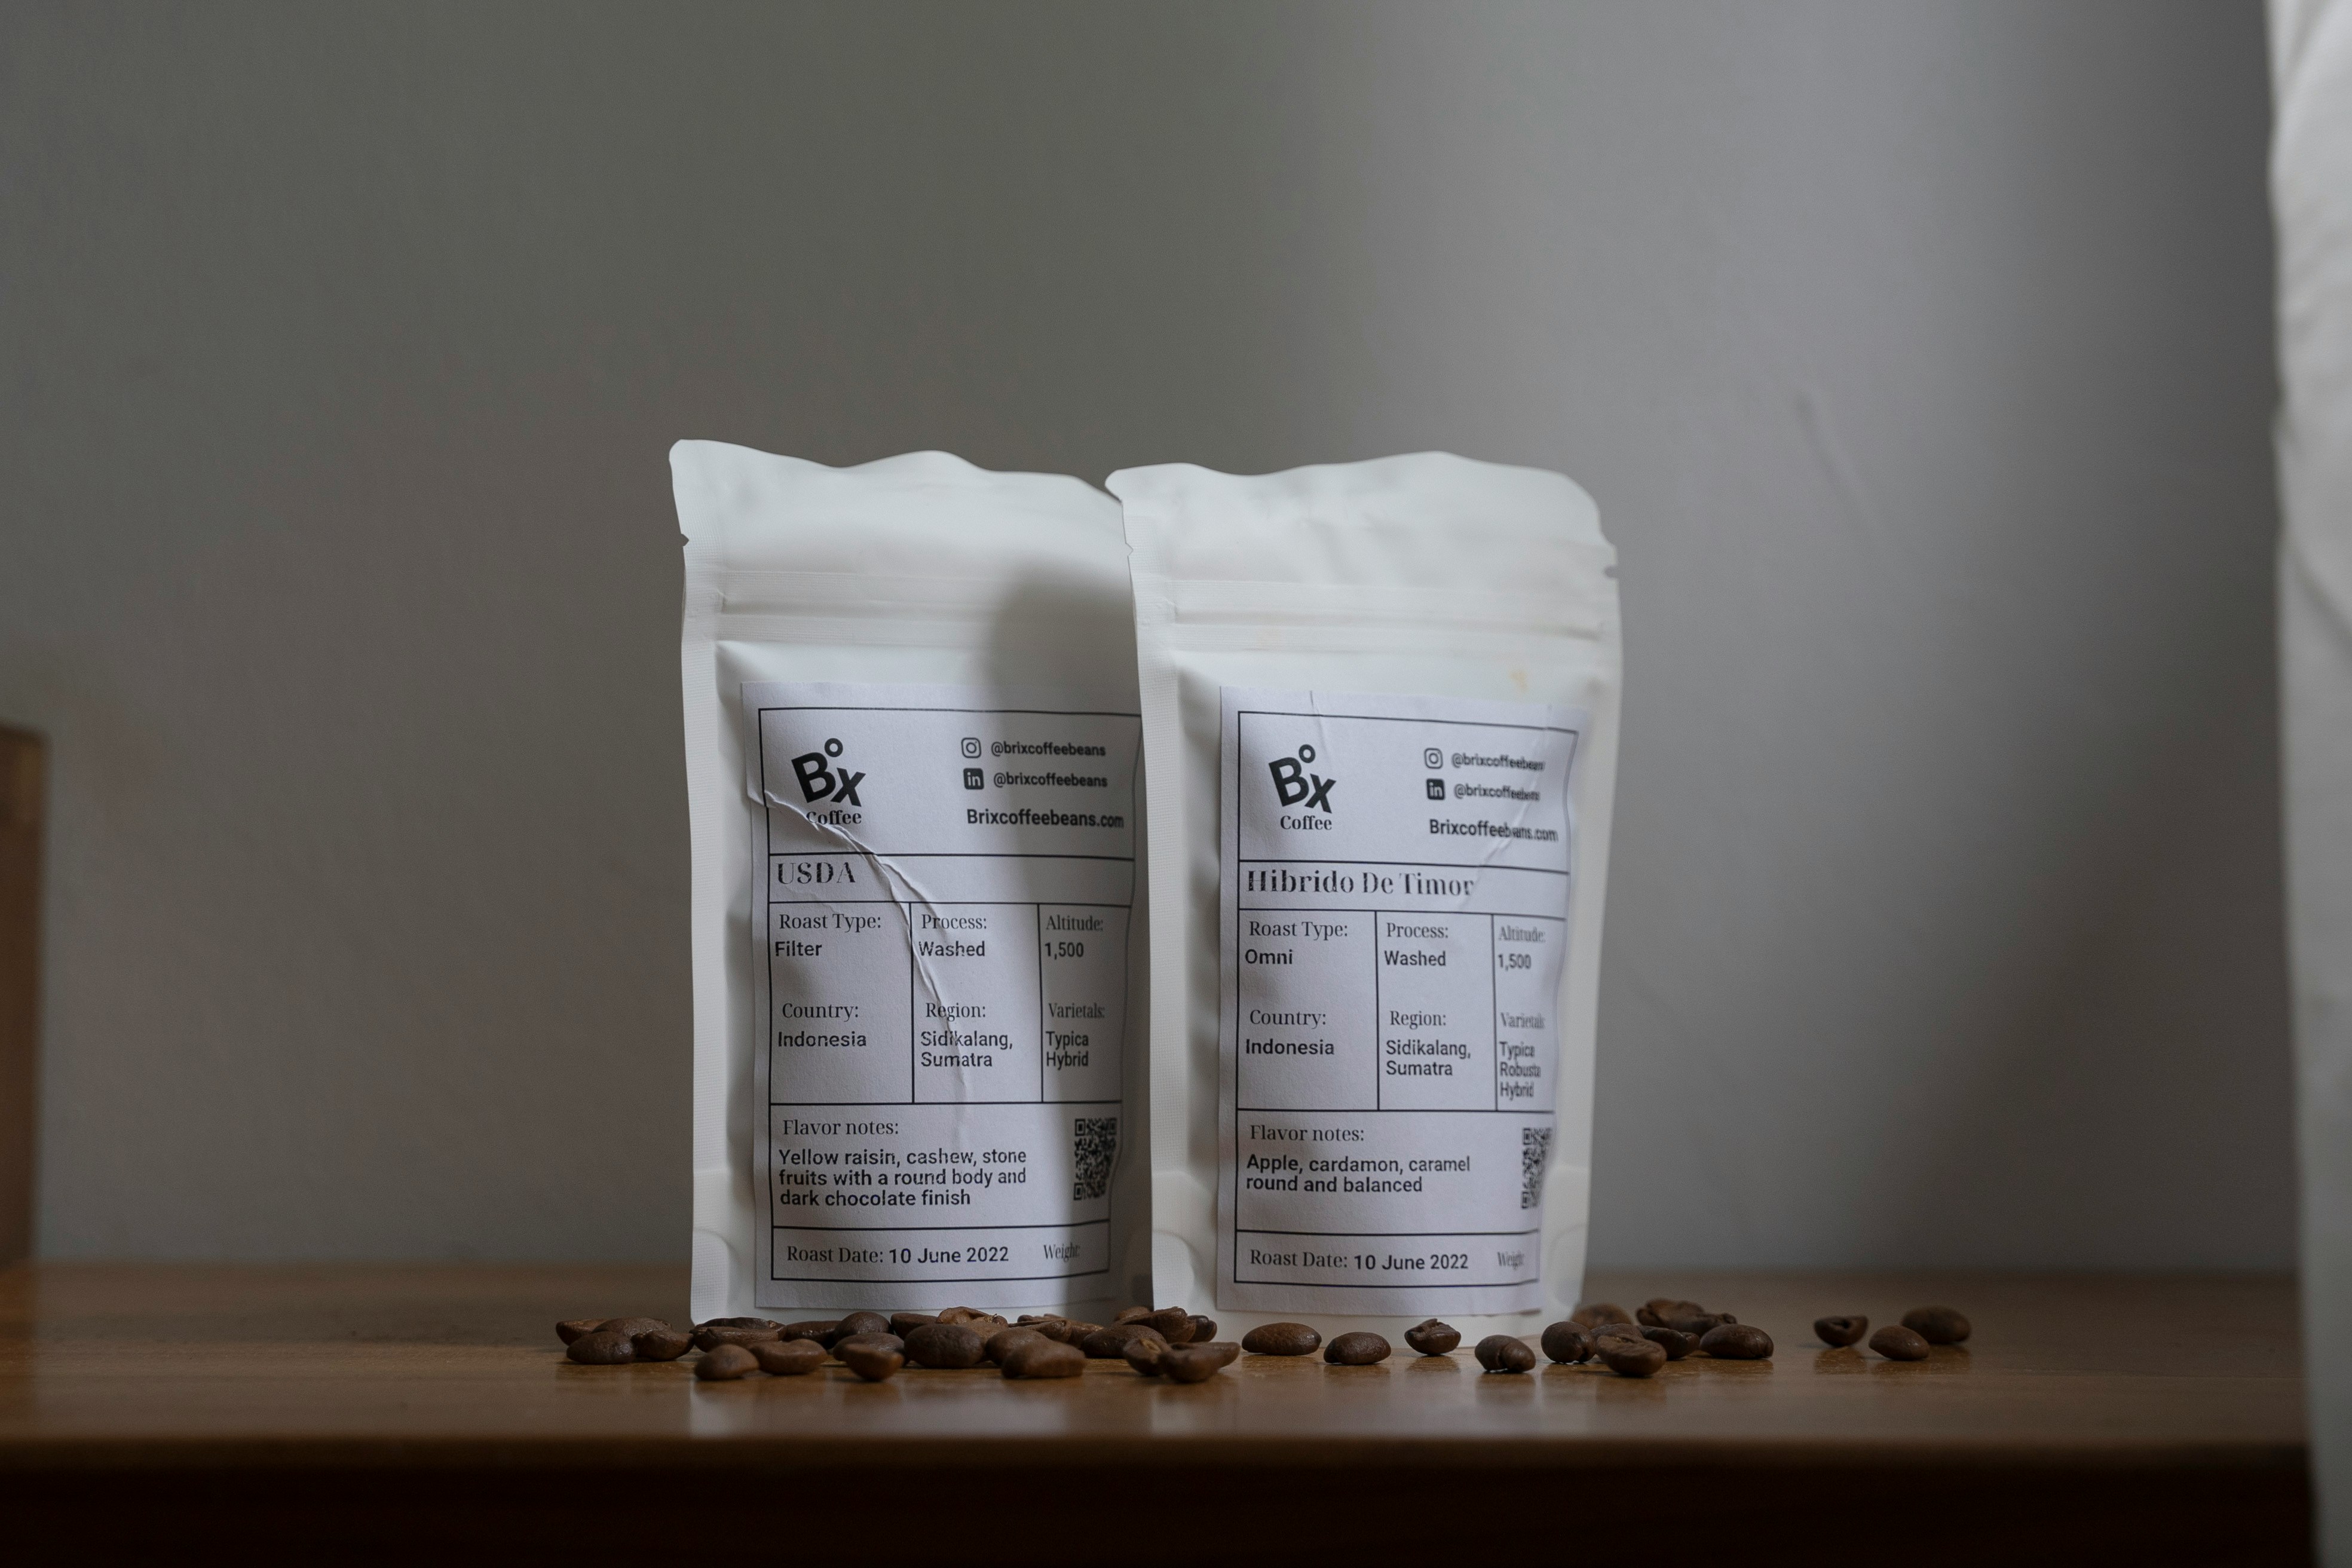 B°x
Coffee
@brixcoffeebeans
@brixcoffeebeans
Brixcoffeebeans.com
USDA
Roast Type:
Filter
Process:
Washed
Altitude:
1,500
Country:
Indonesia
Region:
Sidikalang,
Sumatra
Varietals:
Typica
Hybrid
Flavor notes:
Yellow raisin, cashew, stone
fruits with a round body and
dark chocolate finish
Roast Date: 10 June 2022
Weight:
B°x
Coffee
@brixcoffeebeans
@brixcoffeebeans
Brixcoffeebeans.com
Hibrido De Timor
Roast Type:
Omni
Process:
Washed
Altitude:
1,500
Country:
Indonesia
Region:
Sidikalang,
Sumatra
Varietals:
Typica
Robusta
Hybrid
Flavor notes:
Apple, cardamon, caramel
round and balanced
Roast Date: 10 June 2022
Weight: